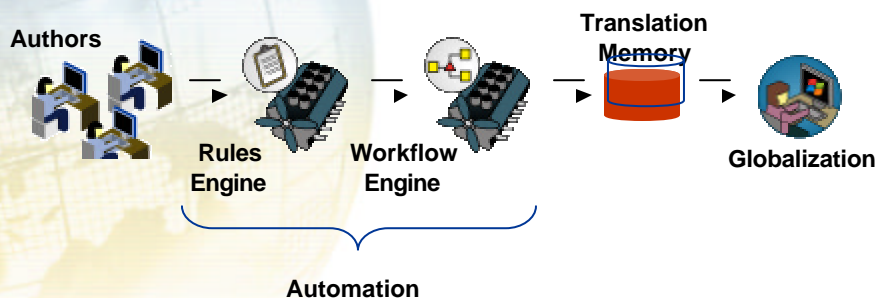 Authors
Translation
Memory
Rules
Engine
Workflow
Engine
Globalization
Automation